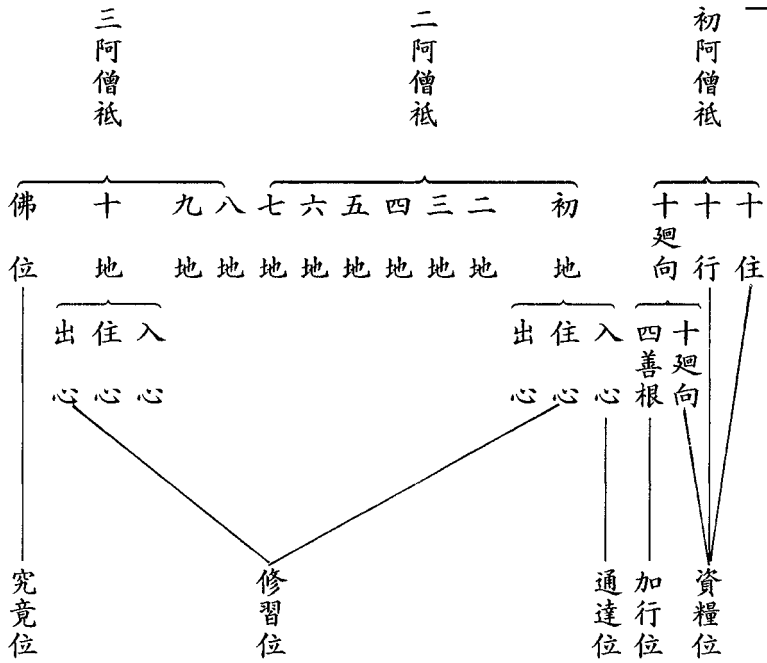 一
初阿僧祇
二阿僧祇
三阿僧祇
十住
十行
十廻向
初地
二地
三地
四地
五地
六地
七地
八地
九地
十地
佛位
十廻向
四善根
入心
住心
出心
入心
住心
出心
資糧位
加行位
通達位
修習位
究竟位